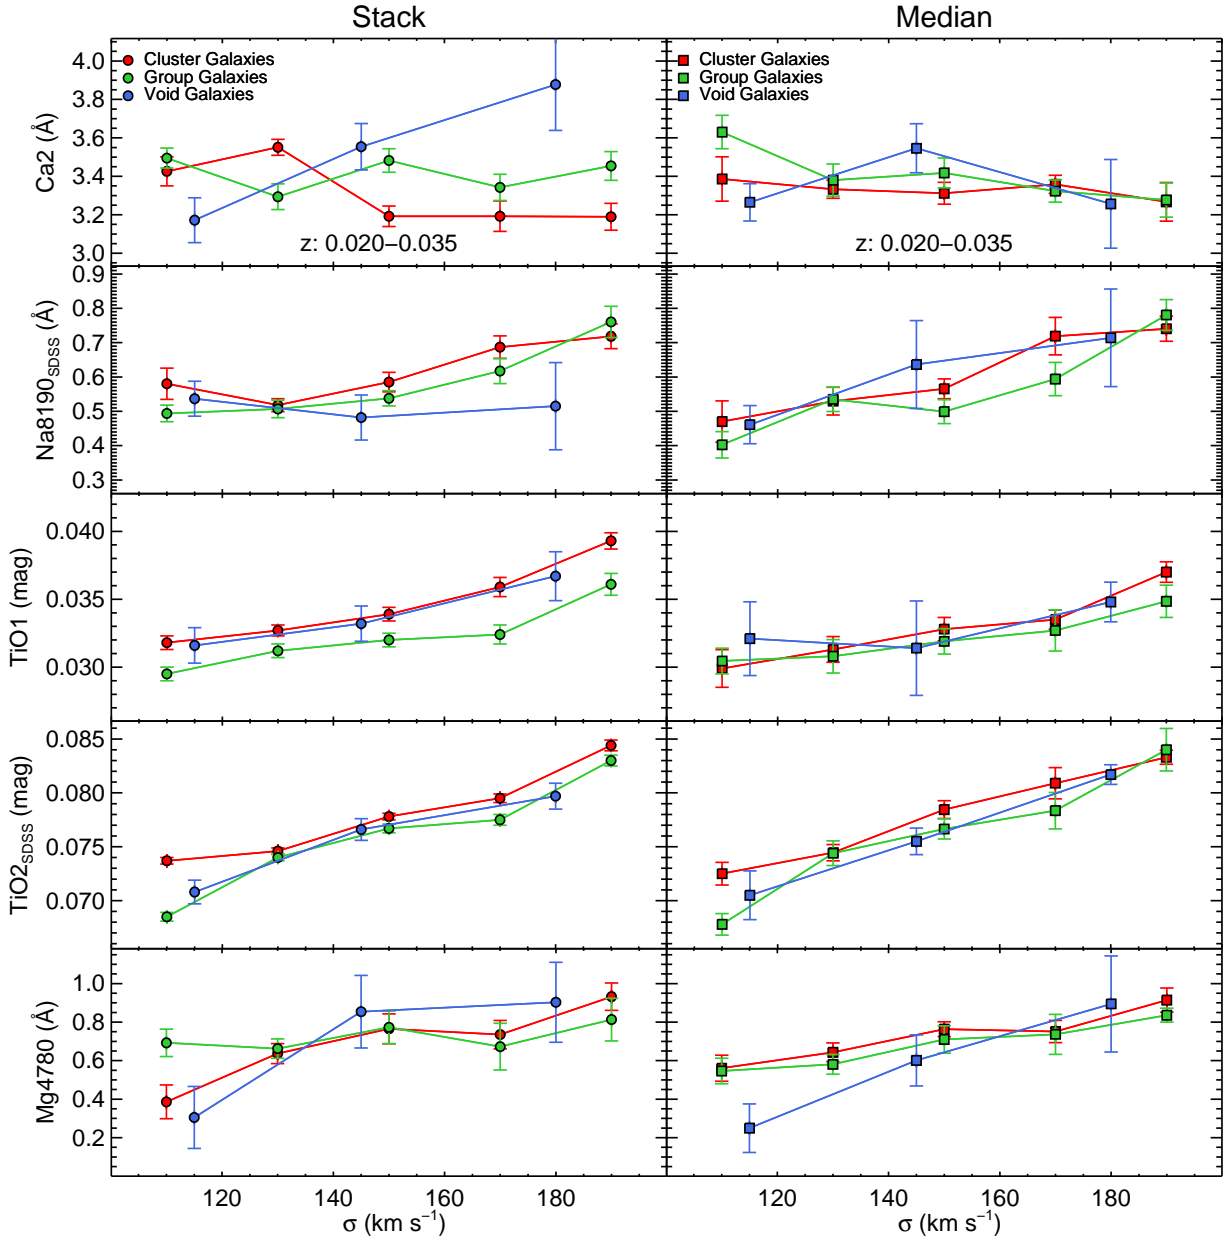 Stack
Median
4.0
3.8
3.6
3.4
3.2
3.0
Ca2 (Å)
Cluster Galaxies
Group Galaxies
Void Galaxies
z: 0.020–0.035
Cluster Galaxies
Group Galaxies
Void Galaxies
z: 0.020–0.035
0.9
0.8
0.7
0.6
0.5
0.4
0.3
Na8190SDSS (Å)
0.040
0.035
0.030
TiO1 (mag)
0.085
0.080
0.075
0.070
TiO2SDSS (mag)
1.0
0.8
0.6
0.4
0.2
Mg4780 (Å)
120 140 160 180
120 140 160 180
σ (km s⁻¹)
σ (km s⁻¹)